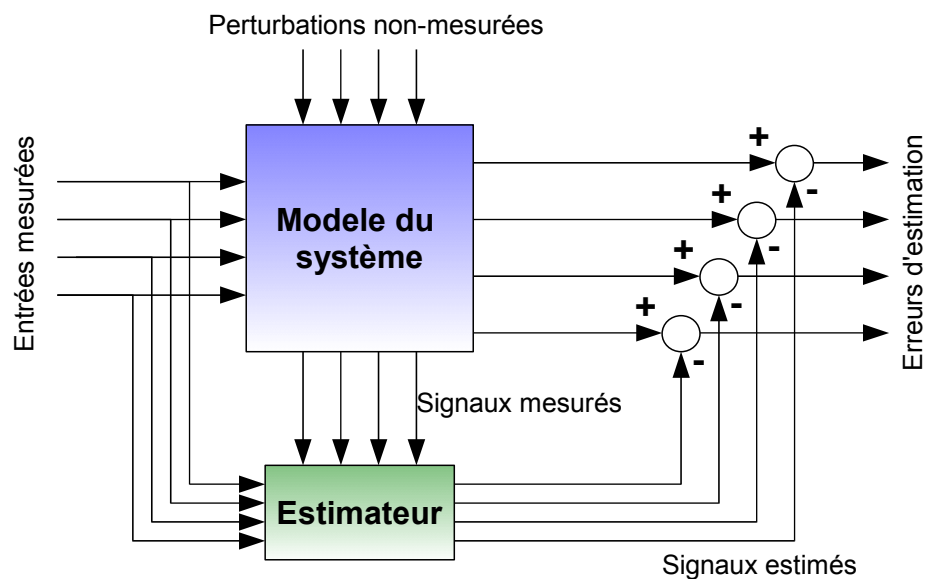 Perturbations non-mesurées
Entrées mesurées
Modele du
système
+
-
+
-
+
-
+
-
Erreurs d'estimation
Signaux mesurés
Estimateur
Signaux estimés